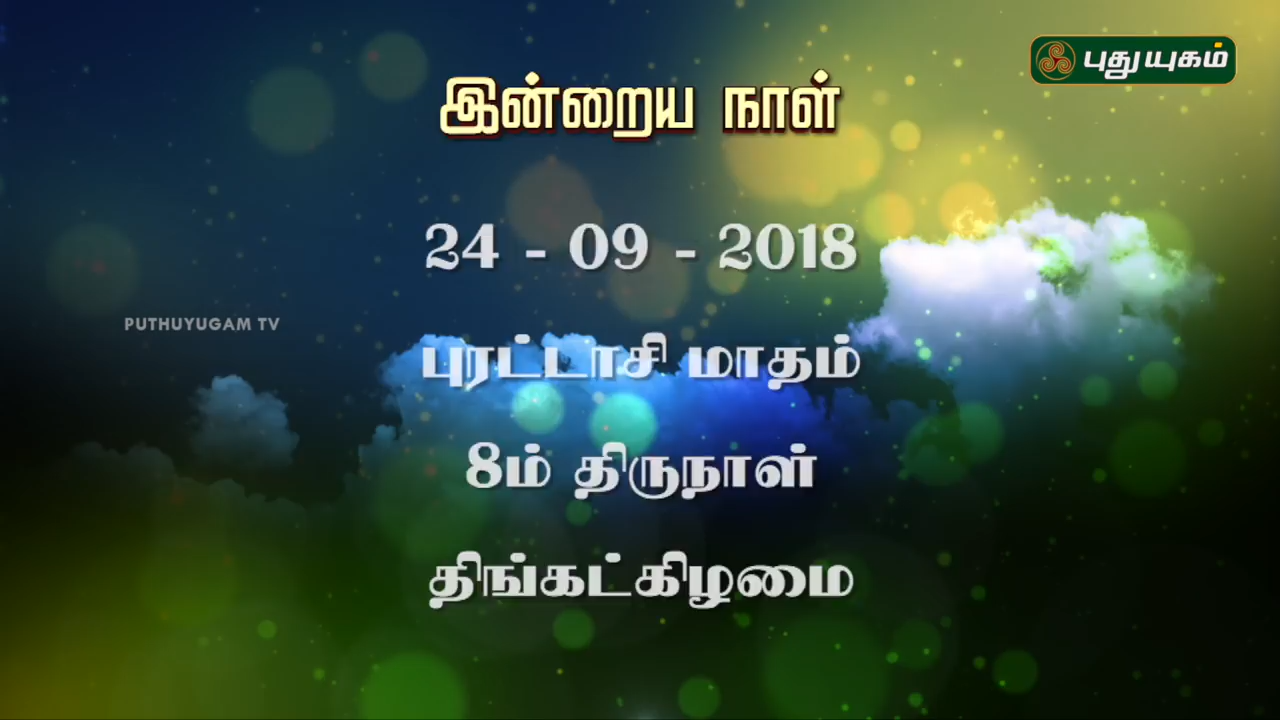 புதுயுகம்
இன்றைய நாள்
24 - 09 - 2018
PUTHUYUGAM TV
புரட்டாசி மாதம்
8ம் திருநாள்
திங்கட்கிழமை